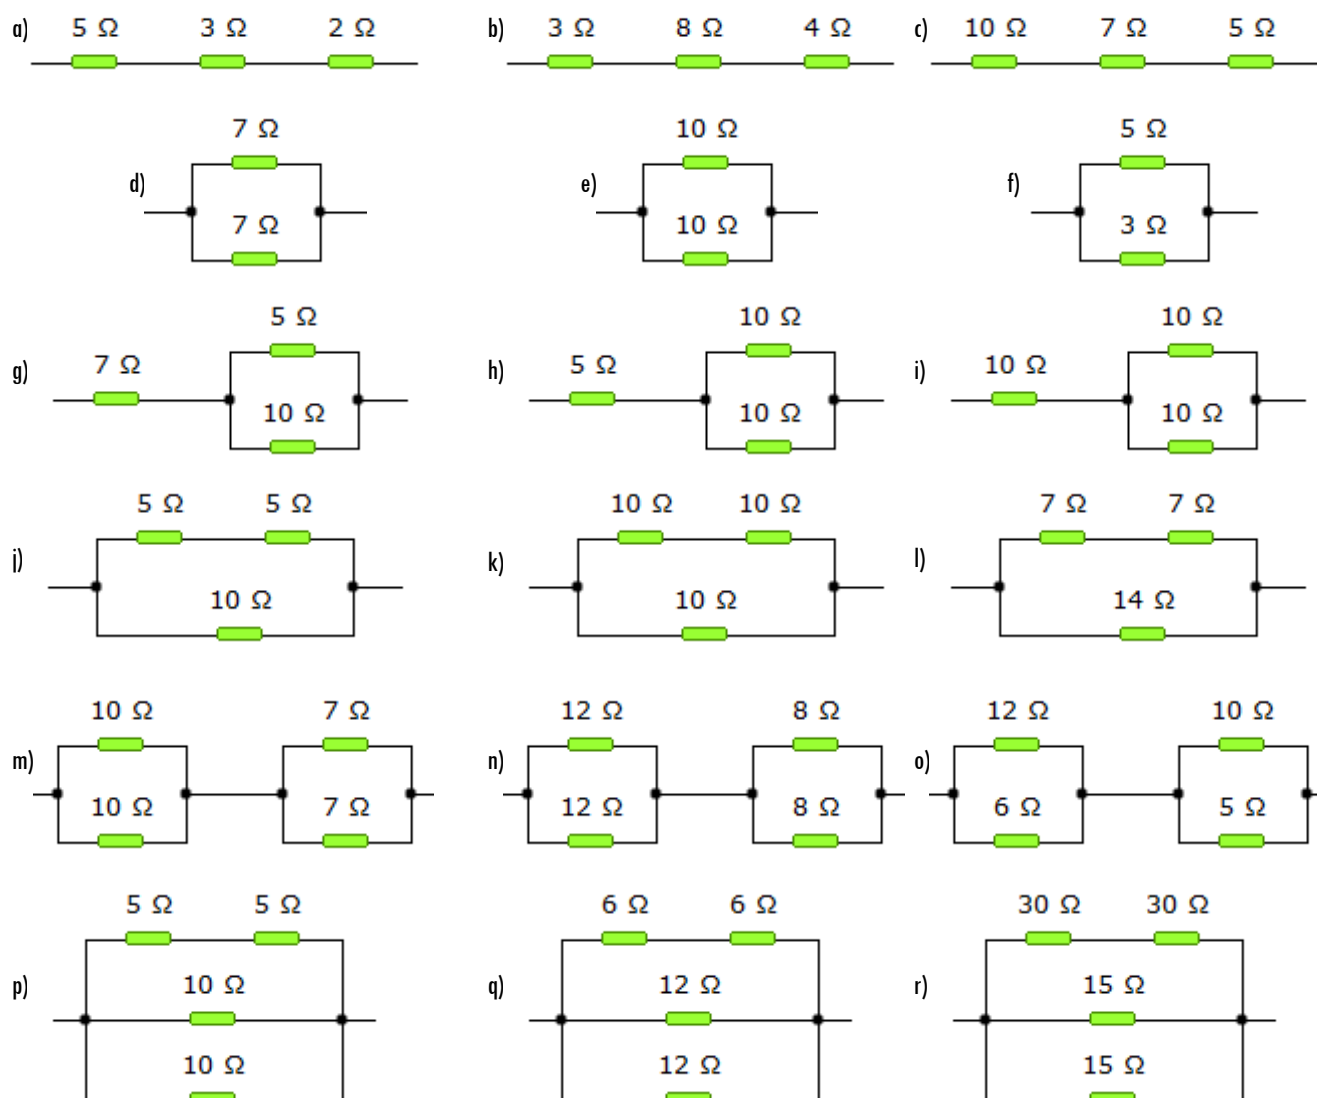 a) 5 Ω 3 Ω 2 Ω b) 3 Ω 8 Ω 4 Ω c) 10 Ω 7 Ω 5 Ω
7 Ω 10 Ω 5 Ω
d) e) f)
7 Ω 10 Ω 3 Ω
5 Ω 10 Ω 10 Ω
g) 7 Ω h) 5 Ω i) 10 Ω
10 Ω 10 Ω 10 Ω
5 Ω 5 Ω 10 Ω 10 Ω 7 Ω 7 Ω
j) k) l)
10 Ω 10 Ω 14 Ω
10 Ω 7 Ω 12 Ω 8 Ω 12 Ω 10 Ω
m) n) o)
10 Ω 7 Ω 12 Ω 8 Ω 6 Ω 5 Ω
5 Ω 5 Ω 6 Ω 6 Ω 30 Ω 30 Ω
p) 10 Ω q) 12 Ω r) 15 Ω
10 Ω 12 Ω 15 Ω